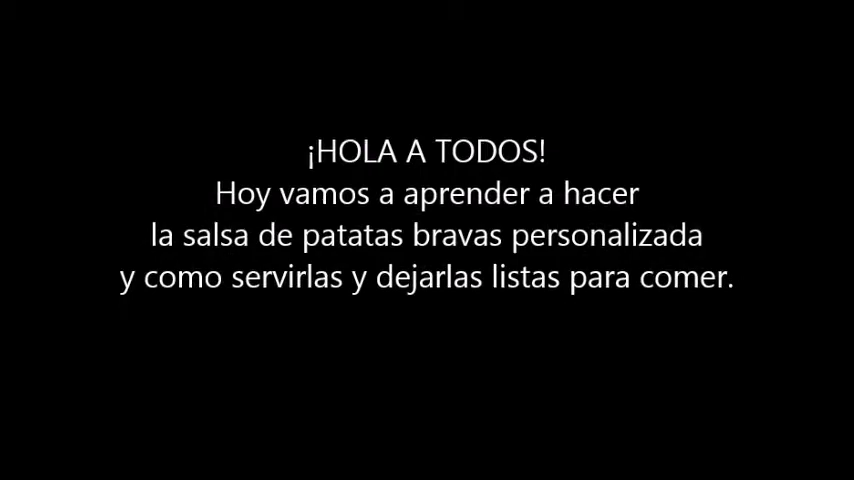 ¡HOLA A TODOS!
Hoy vamos a aprender a hacer
la salsa de patatas bravas personalizada
y como servirlas y dejarlas listas para comer.